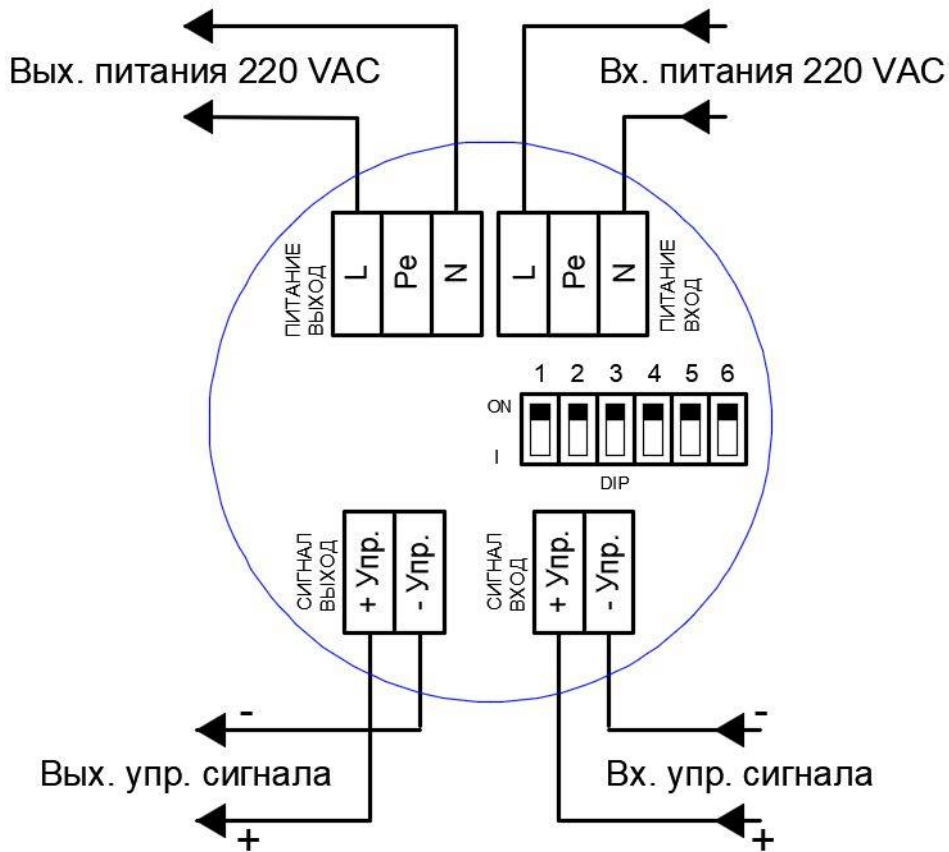 Вых. питания 220 VAC
Вх. питания 220 VAC
ПИТАНИЕ
ВЫХОД
L
Pe
N
L
Pe
N
ПИТАНИЕ
ВХОД
1 2 3 4 5 6
ON
I
DIP
СИГНАЛ
ВЫХОД
+ Упр.
- Упр.
СИГНАЛ
ВХОД
+ Упр.
- Упр.
-
-
Вых. упр. сигнала
Вх. упр. сигнала
+
+